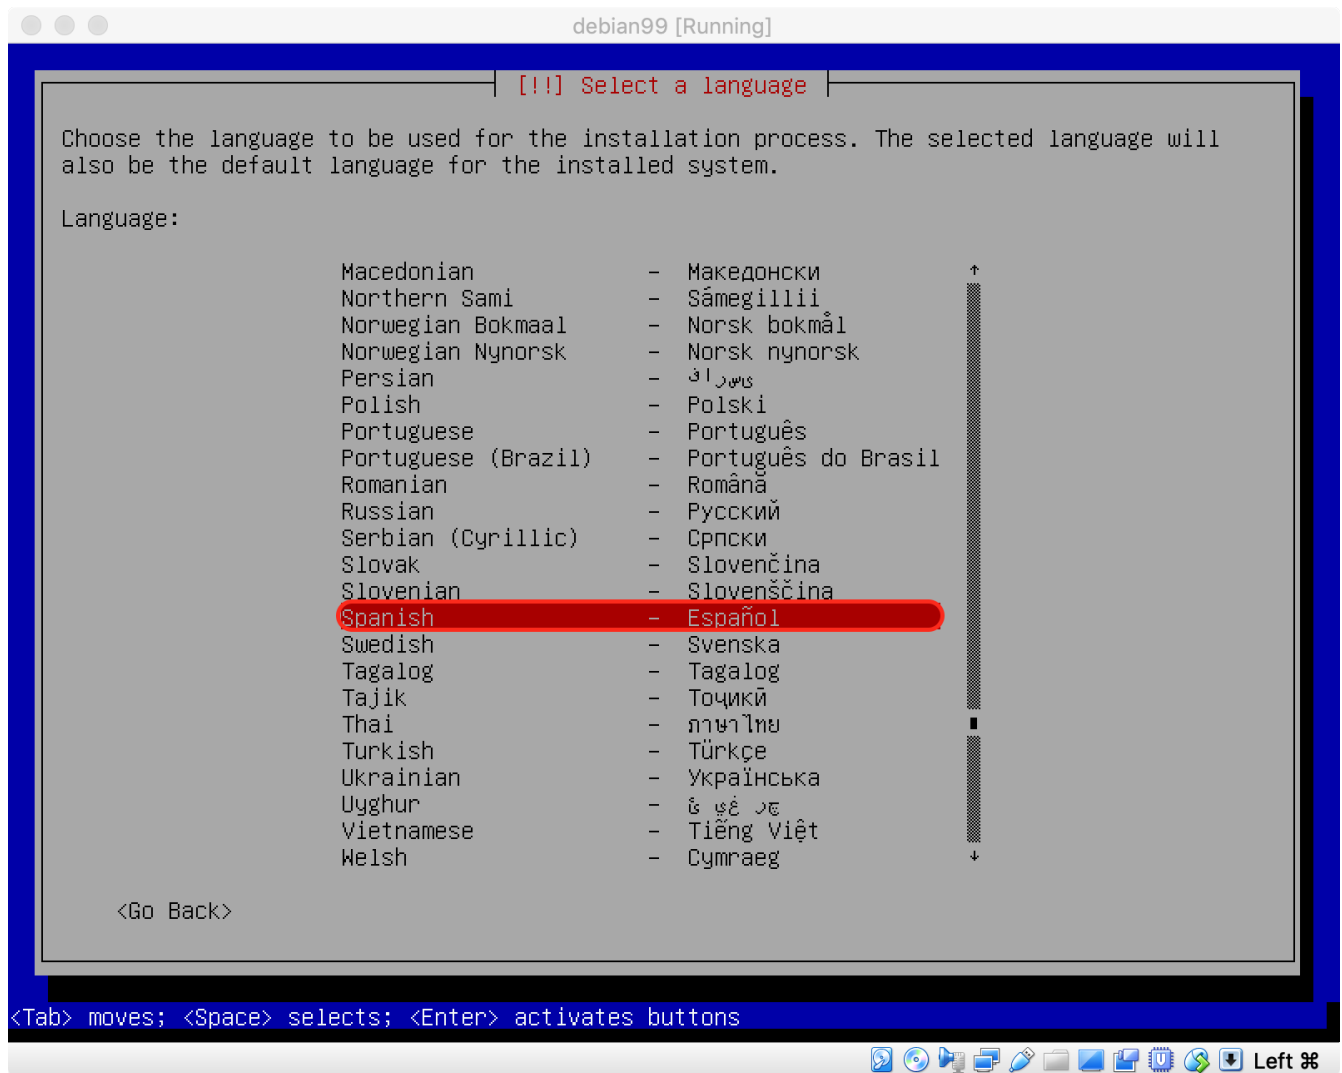 debian99 [Running]
[!!] Select a language
Choose the language to be used for the installation process. The selected language will
also be the default language for the installed system.
Language:
Macedonian - Македонски
Northern Sami - Sámegillii
Norwegian Bokmaal - Norsk bokmål
Norwegian Nynorsk - Norsk nynorsk
Persian - ﻯﺱﺭﺍﻑ
Polish - Polski
Portuguese - Português
Portuguese (Brazil) - Português do Brasil
Romanian - Română
Russian - Русский
Serbian (Cyrillic) - Српски
Slovak - Slovenčina
Slovenian - Slovenščina
Spanish - Español
Swedish - Svenska
Tagalog - Tagalog
Tajik - Тоҷикӣ
Thai - ภาษาไทย
Turkish - Türkçe
Ukrainian - Українська
Uyghur -
Vietnamese - Tiếng Việt
Welsh - Cymraeg
<Go Back>
<Tab> moves; <Space> selects; <Enter> activates buttons
Left ⌘